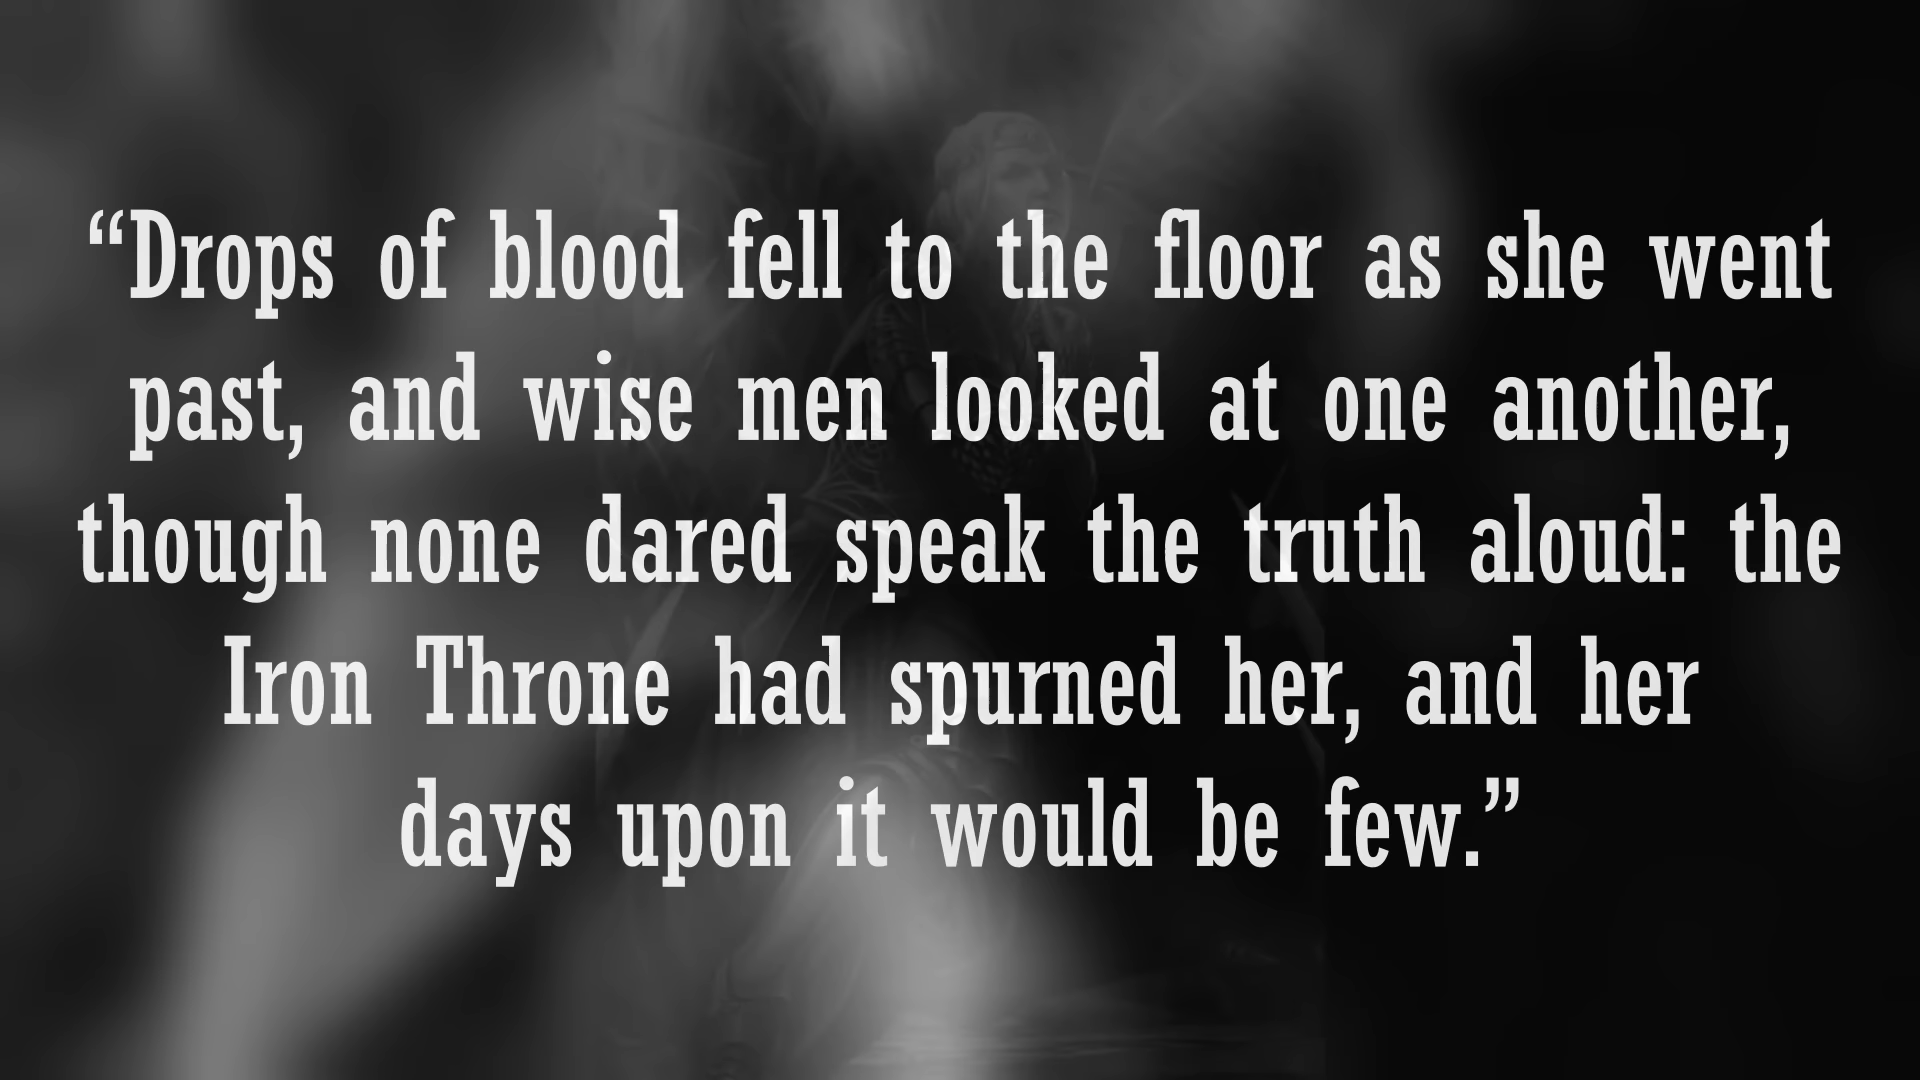 “Drops of blood fell to the floor as she went
past, and wise men looked at one another,
though none dared speak the truth aloud: the
Iron Throne had spurned her, and her
days upon it would be few.”